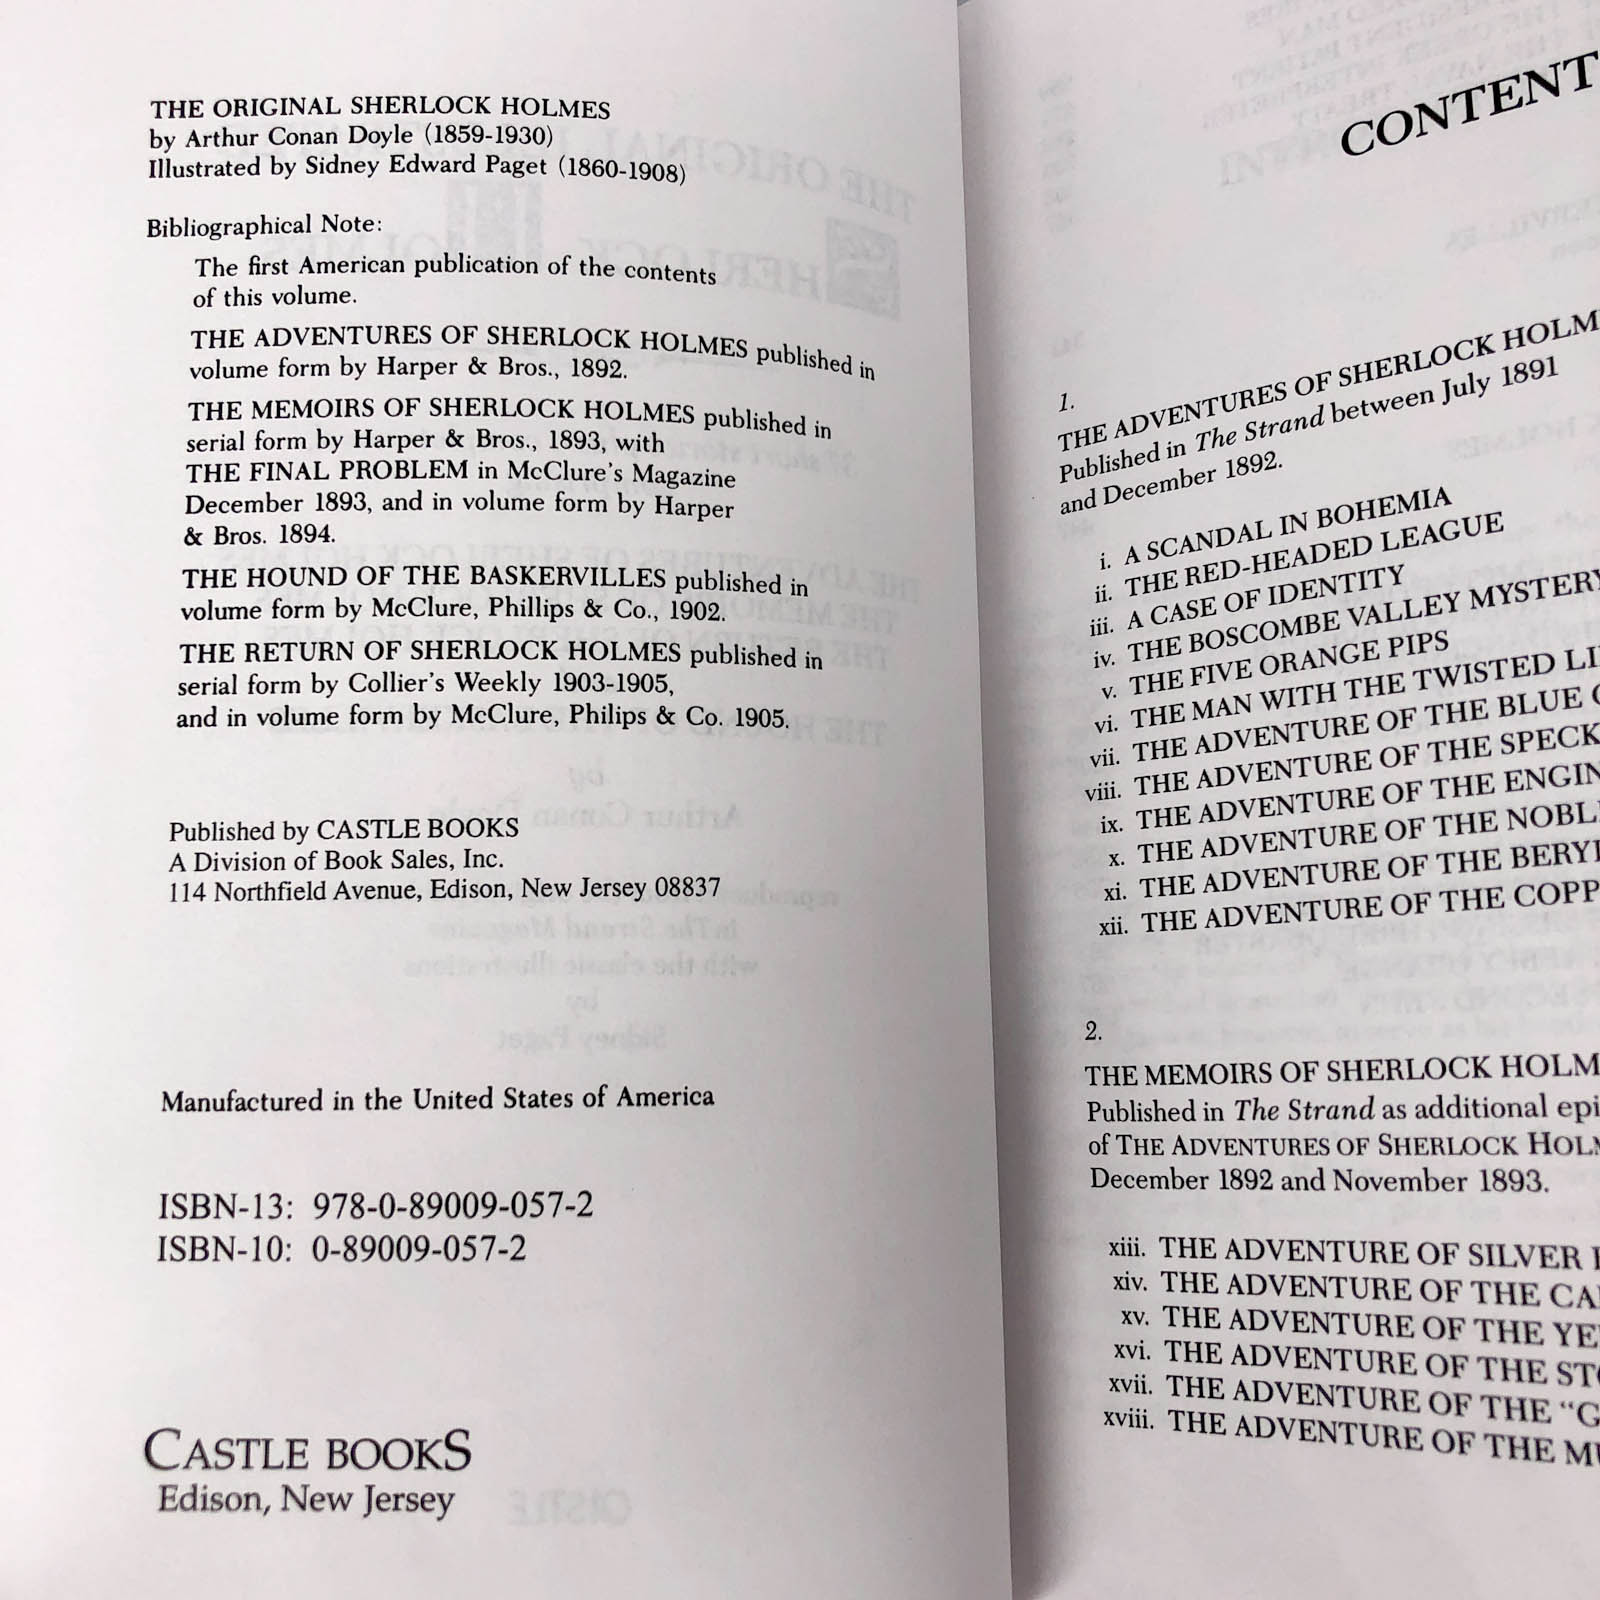 THE ORIGINAL SHERLOCK HOLMES
by Arthur Conan Doyle (1859-1930)
Illustrated by Sidney Edward Paget (1860-1908)
Bibliographical Note:
The first American publication of the contents
of this volume.
THE ADVENTURES OF SHERLOCK HOLMES published in
volume form by Harper & Bros., 1892.
THE MEMOIRS OF SHERLOCK HOLMES published in
serial form by Harper & Bros., 1893, with
THE FINAL PROBLEM in McClure's Magazine
December 1893, and in volume form by Harper
& Bros. 1894.
THE HOUND OF THE BASKERVILLES published in
volume form by McClure, Phillips & Co., 1902.
THE RETURN OF SHERLOCK HOLMES published in
serial form by Collier's Weekly 1903-1905,
and in volume form by McClure, Philips & Co. 1905.
Published by CASTLE BOOKS
A Division of Book Sales, Inc.
114 Northfield Avenue, Edison, New Jersey 08837
Manufactured in the United States of America
ISBN-13: 978-0-89009-057-2
ISBN-10: 0-89009-057-2
CASTLE BOOKS
Edison, New Jersey
CONTENT
1.
THE ADVENTURES OF SHERLOCK HOLM
Published in The Strand between July 1891
and December 1892.
i. A SCANDAL IN BOHEMIA
ii. THE RED-HEADED LEAGUE
iii. A CASE OF IDENTITY
iv. THE BOSCOMBE VALLEY MYSTERY
v. THE FIVE ORANGE PIPS
vi. THE MAN WITH THE TWISTED LI
vii. THE ADVENTURE OF THE BLUE
viii. THE ADVENTURE OF THE SPECK
ix. THE ADVENTURE OF THE ENGIN
x. THE ADVENTURE OF THE NOBL
xi. THE ADVENTURE OF THE BERY
xii. THE ADVENTURE OF THE COPP
2.
THE MEMOIRS OF SHERLOCK HOLM
Published in The Strand as additional epi
of THE ADVENTURES OF SHERLOCK HOLM
December 1892 and November 1893.
xiii. THE ADVENTURE OF SILVER
xiv. THE ADVENTURE OF THE CA
xv. THE ADVENTURE OF THE YE
xvi. THE ADVENTURE OF THE ST
xvii. THE ADVENTURE OF THE "G
xviii. THE ADVENTURE OF THE MU